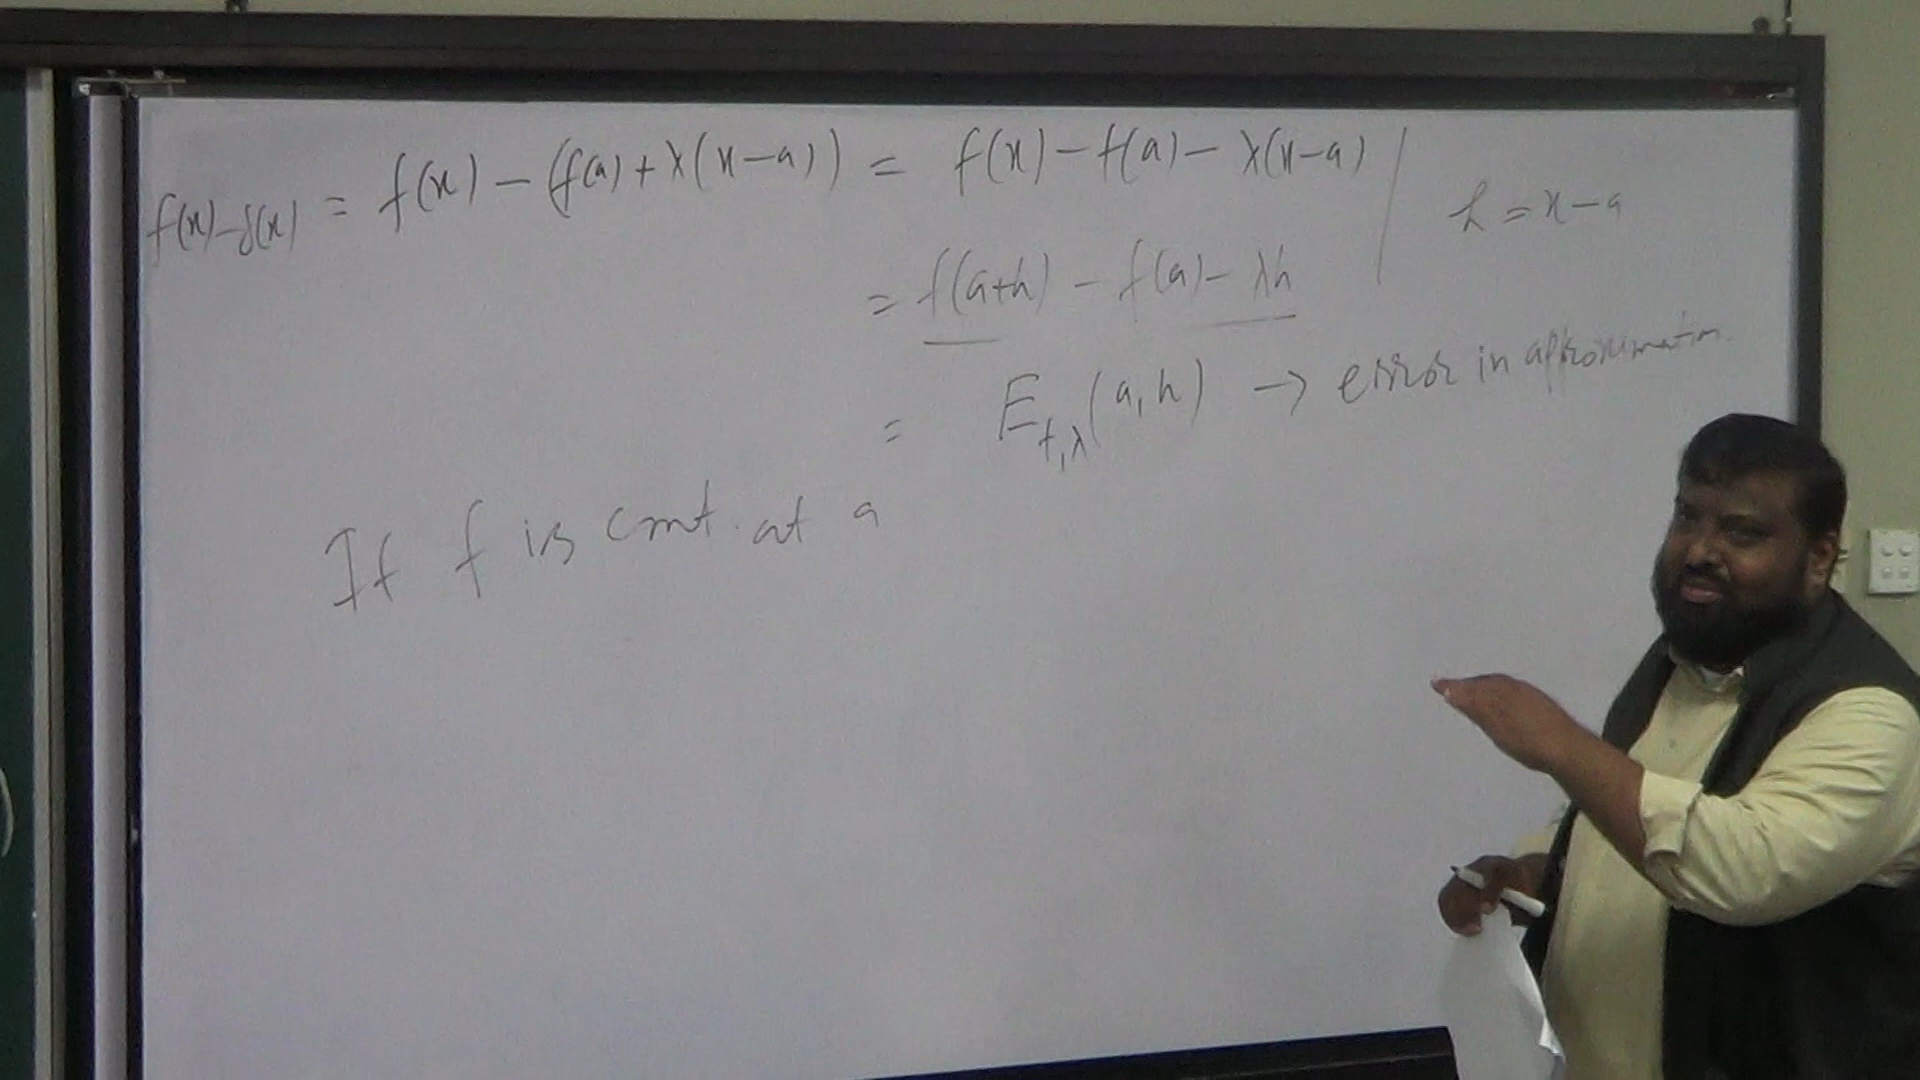 f(x)-g(x) = f(x) - (f(a) + λ(x-a)) = f(x) - f(a) - λ(x-a)
h = x-a
= f(a+h) - f(a) - λh
= E_{f,λ}(a,h) → error in approximation
If f is cont. at a